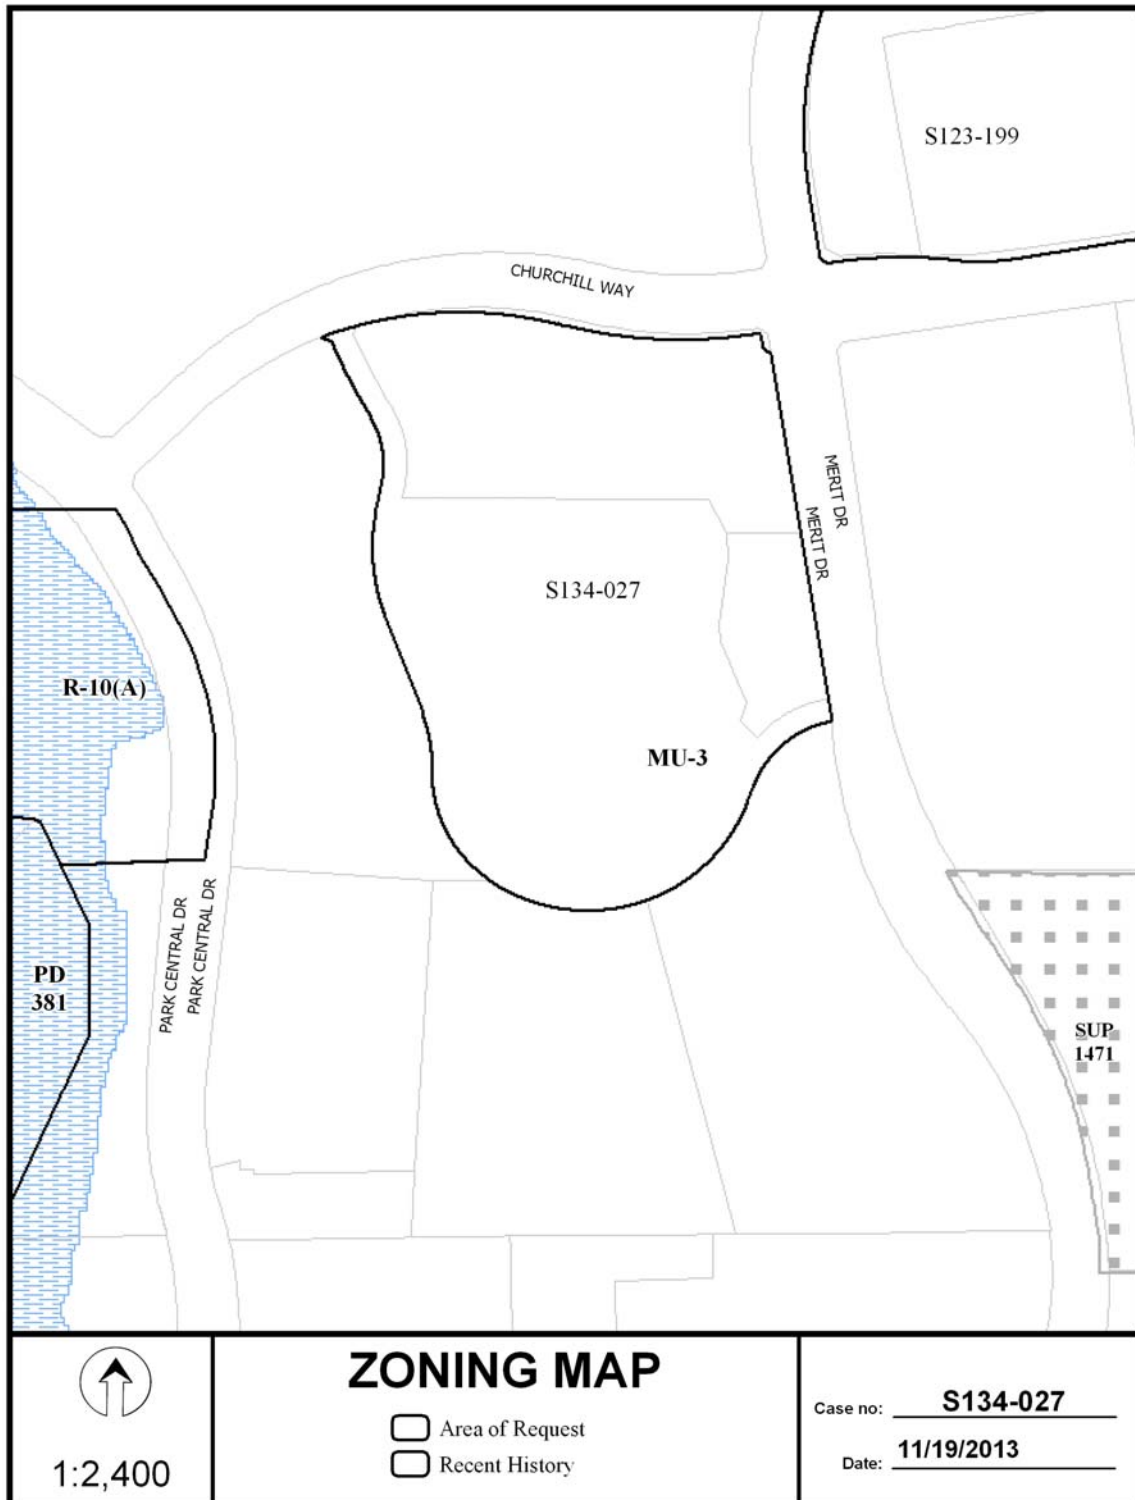 S123-199
CHURCHILL WAY
MERIT DR
MERIT DR
S134-027
R-10(A)
MU-3
PARK CENTRAL DR
PARK CENTRAL DR
PD
381
SUP
1471
ZONING MAP
Area of Request
Recent History
1:2,400
Case no: S134-027
Date: 11/19/2013